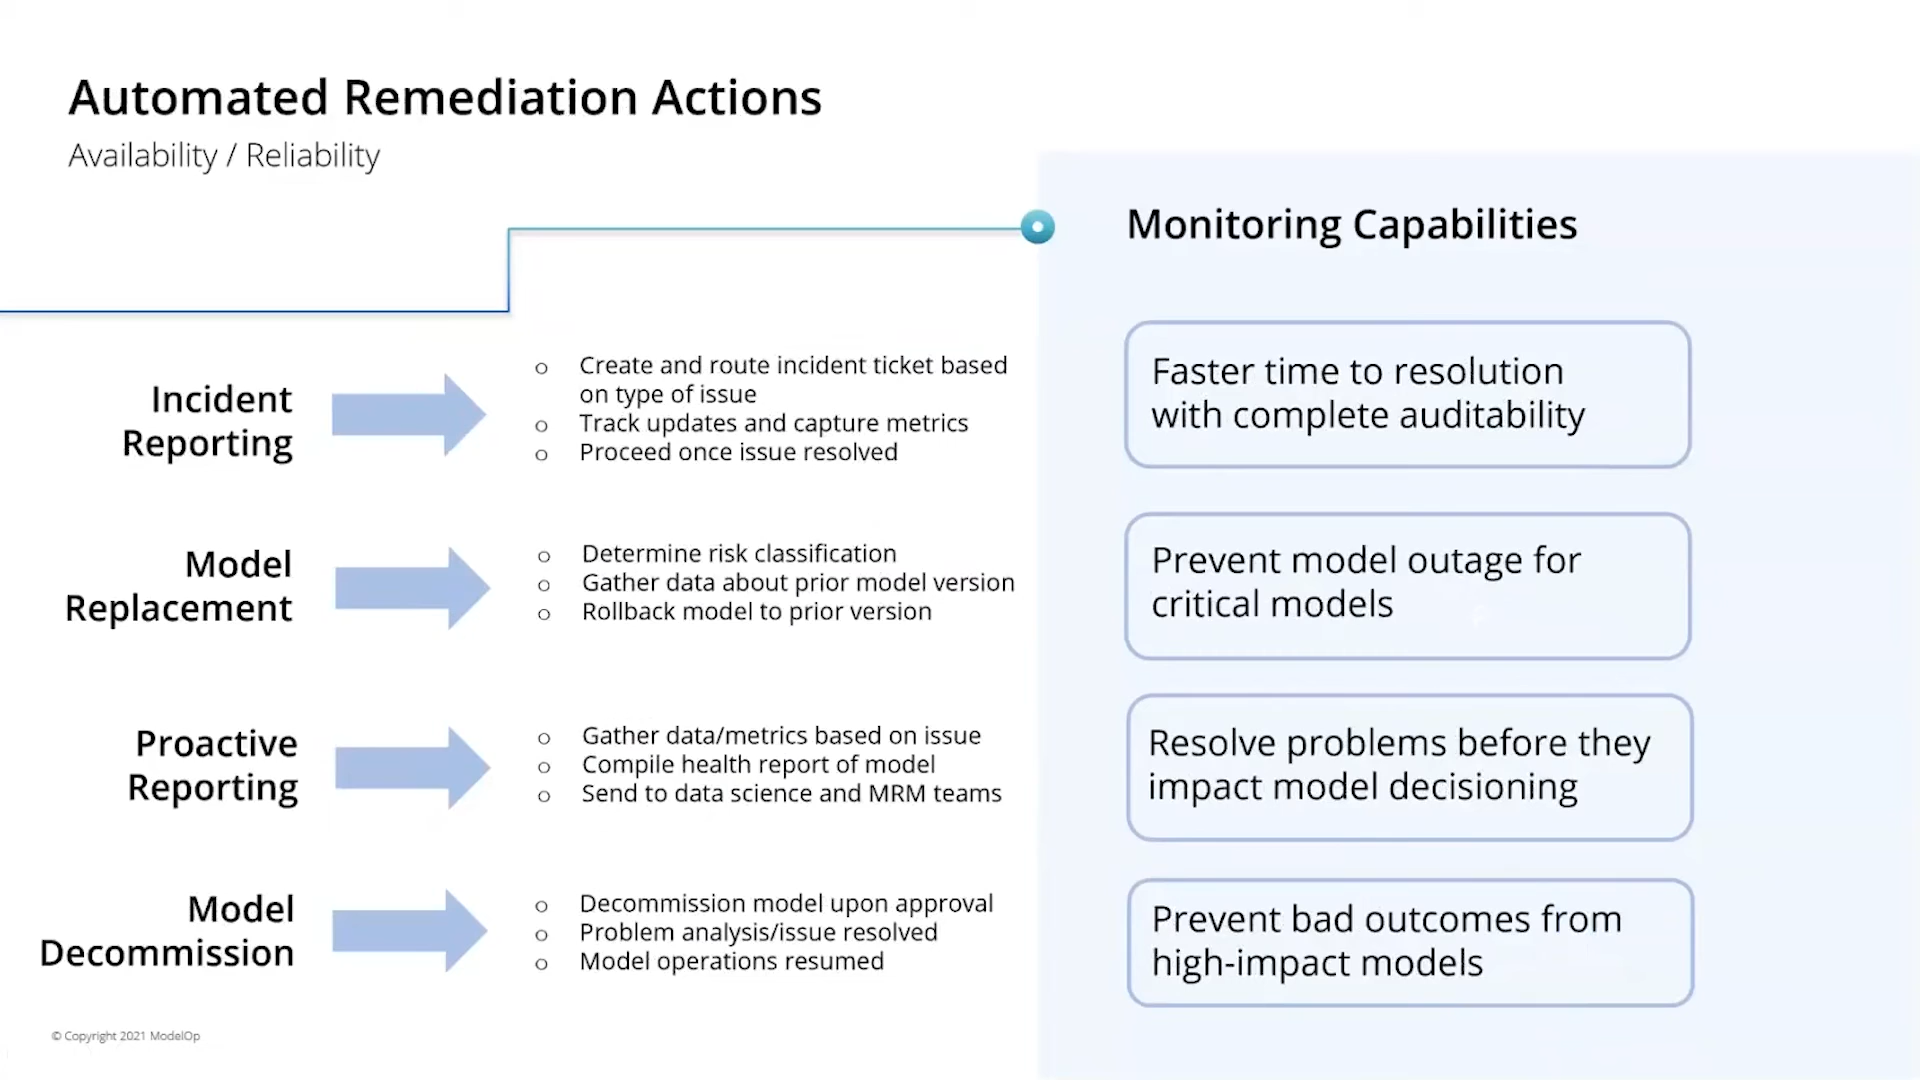 Automated Remediation Actions
Availability / Reliability
Monitoring Capabilities
Incident
Reporting
o Create and route incident ticket based
on type of issue
o Track updates and capture metrics
o Proceed once issue resolved
Faster time to resolution
with complete auditability
Model
Replacement
o Determine risk classification
o Gather data about prior model version
o Rollback model to prior version
Prevent model outage for
critical models
Proactive
Reporting
o Gather data/metrics based on issue
o Compile health report of model
o Send to data science and MRM teams
Resolve problems before they
impact model decisioning
Model
Decommission
o Decommission model upon approval
o Problem analysis/issue resolved
o Model operations resumed
Prevent bad outcomes from
high-impact models
© Copyright 2021 ModelOp